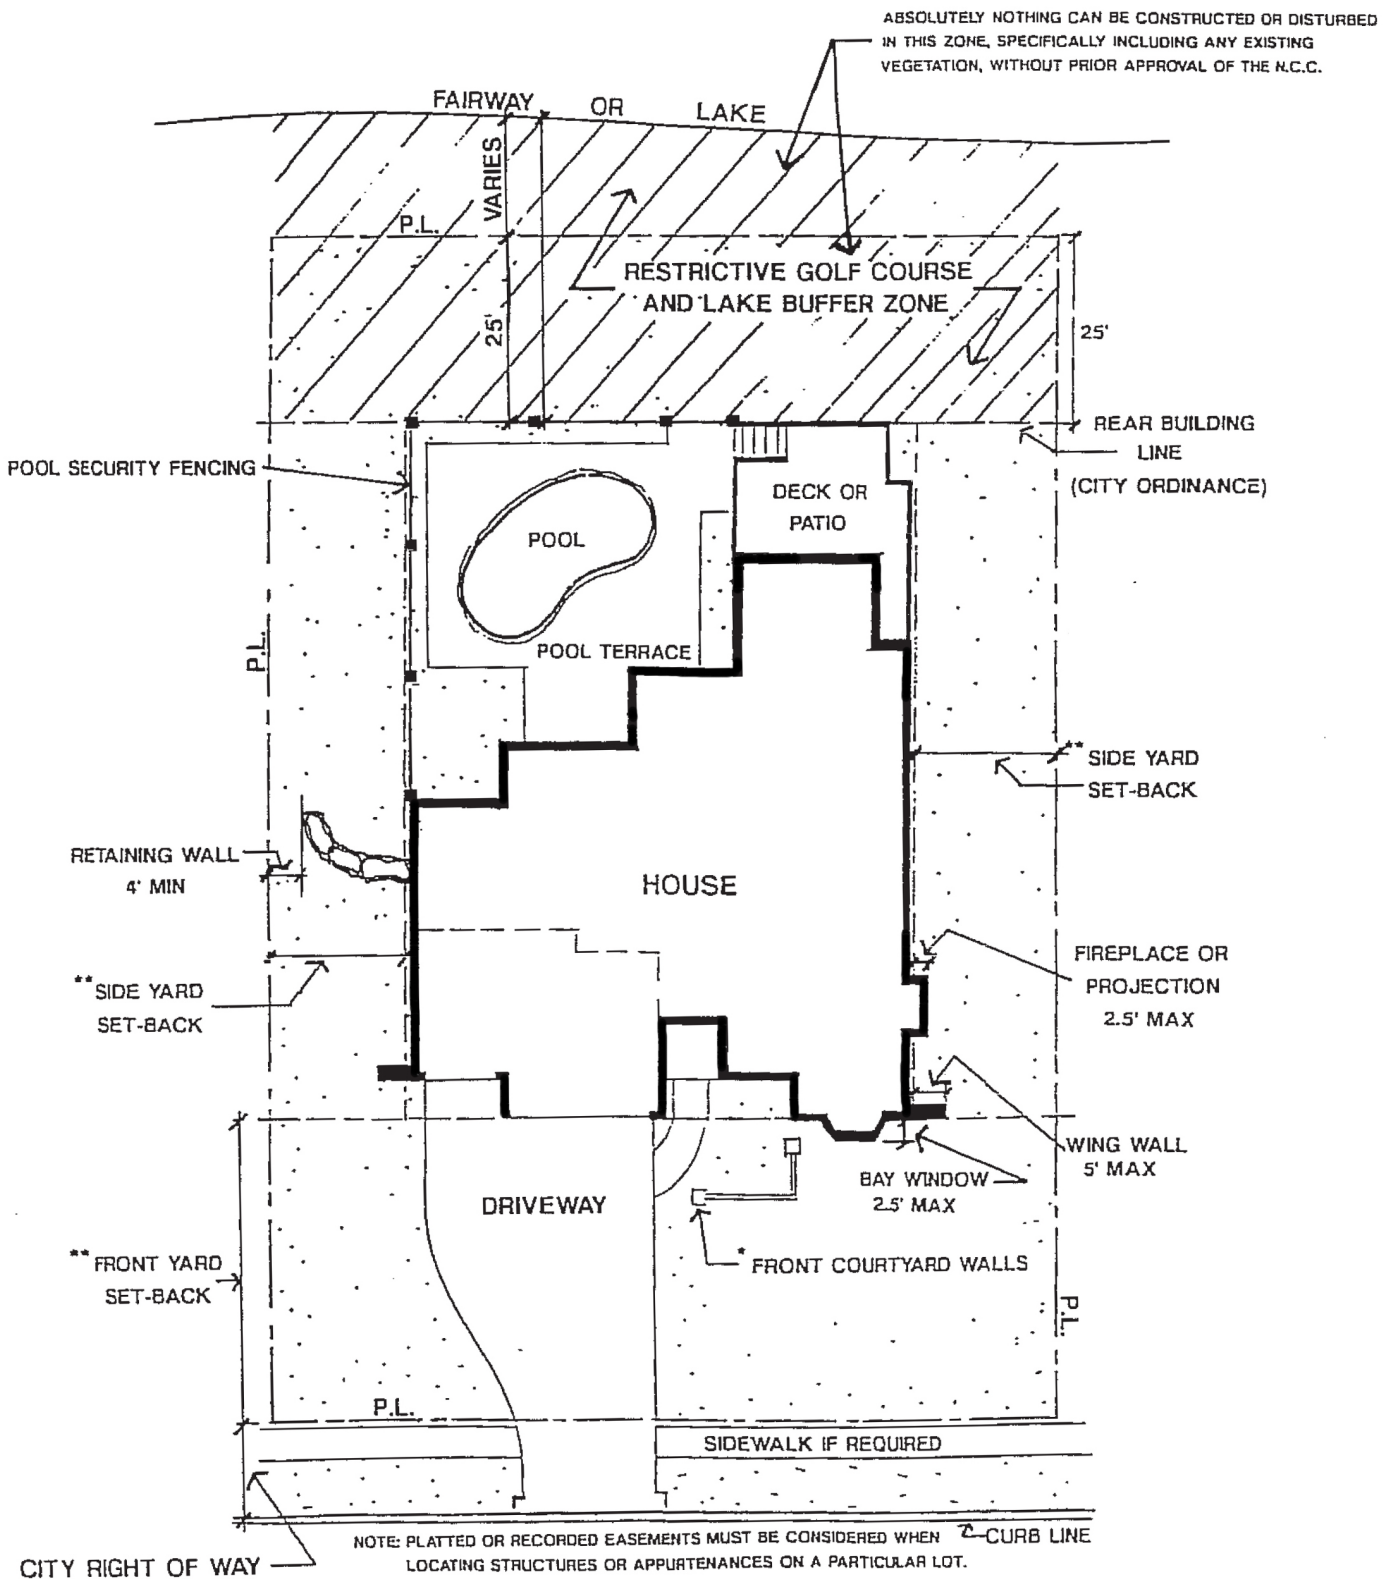 ABSOLUTELY NOTHING CAN BE CONSTRUCTED OR DISTURBED
IN THIS ZONE, SPECIFICALLY INCLUDING ANY EXISTING
VEGETATION, WITHOUT PRIOR APPROVAL OF THE N.C.C.
FAIRWAY OR LAKE
VARIES
P.L.
RESTRICTIVE GOLF COURSE
AND LAKE BUFFER ZONE
25'
25'
REAR BUILDING
LINE
(CITY ORDINANCE)
POOL SECURITY FENCING
DECK OR
PATIO
POOL
POOL TERRACE
P.L.
**SIDE YARD
SET-BACK
RETAINING WALL
4' MIN
HOUSE
FIREPLACE OR
PROJECTION
2.5' MAX
**SIDE YARD
SET-BACK
WING WALL
5' MAX
BAY WINDOW
2.5' MAX
DRIVEWAY
**FRONT YARD
SET-BACK
*FRONT COURTYARD WALLS
P.L.
P.L.
SIDEWALK IF REQUIRED
NOTE: PLATTED OR RECORDED EASEMENTS MUST BE CONSIDERED WHEN
LOCATING STRUCTURES OR APPURTENANCES ON A PARTICULAR LOT.
CURB LINE
CITY RIGHT OF WAY